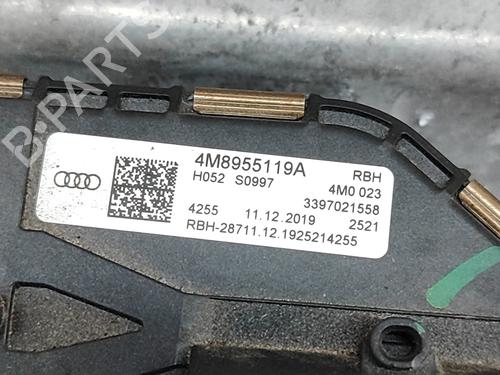 4M8955119A RBH
H052 S0997 4M0 023
3397021558
4255 11.12.2019 2521
RBH-28711.12.1925214255
B-PARTS